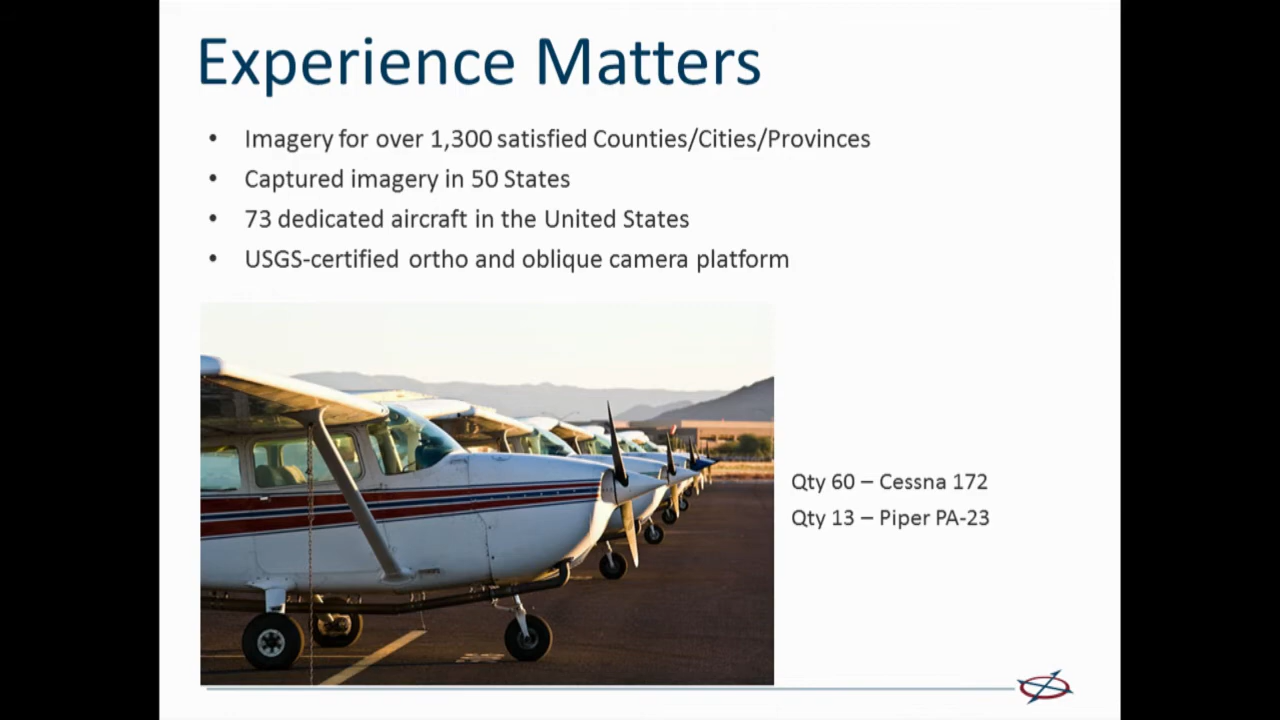 Experience Matters
• Imagery for over 1,300 satisfied Counties/Cities/Provinces
• Captured imagery in 50 States
• 73 dedicated aircraft in the United States
• USGS-certified ortho and oblique camera platform
Qty 60 – Cessna 172
Qty 13 – Piper PA-23